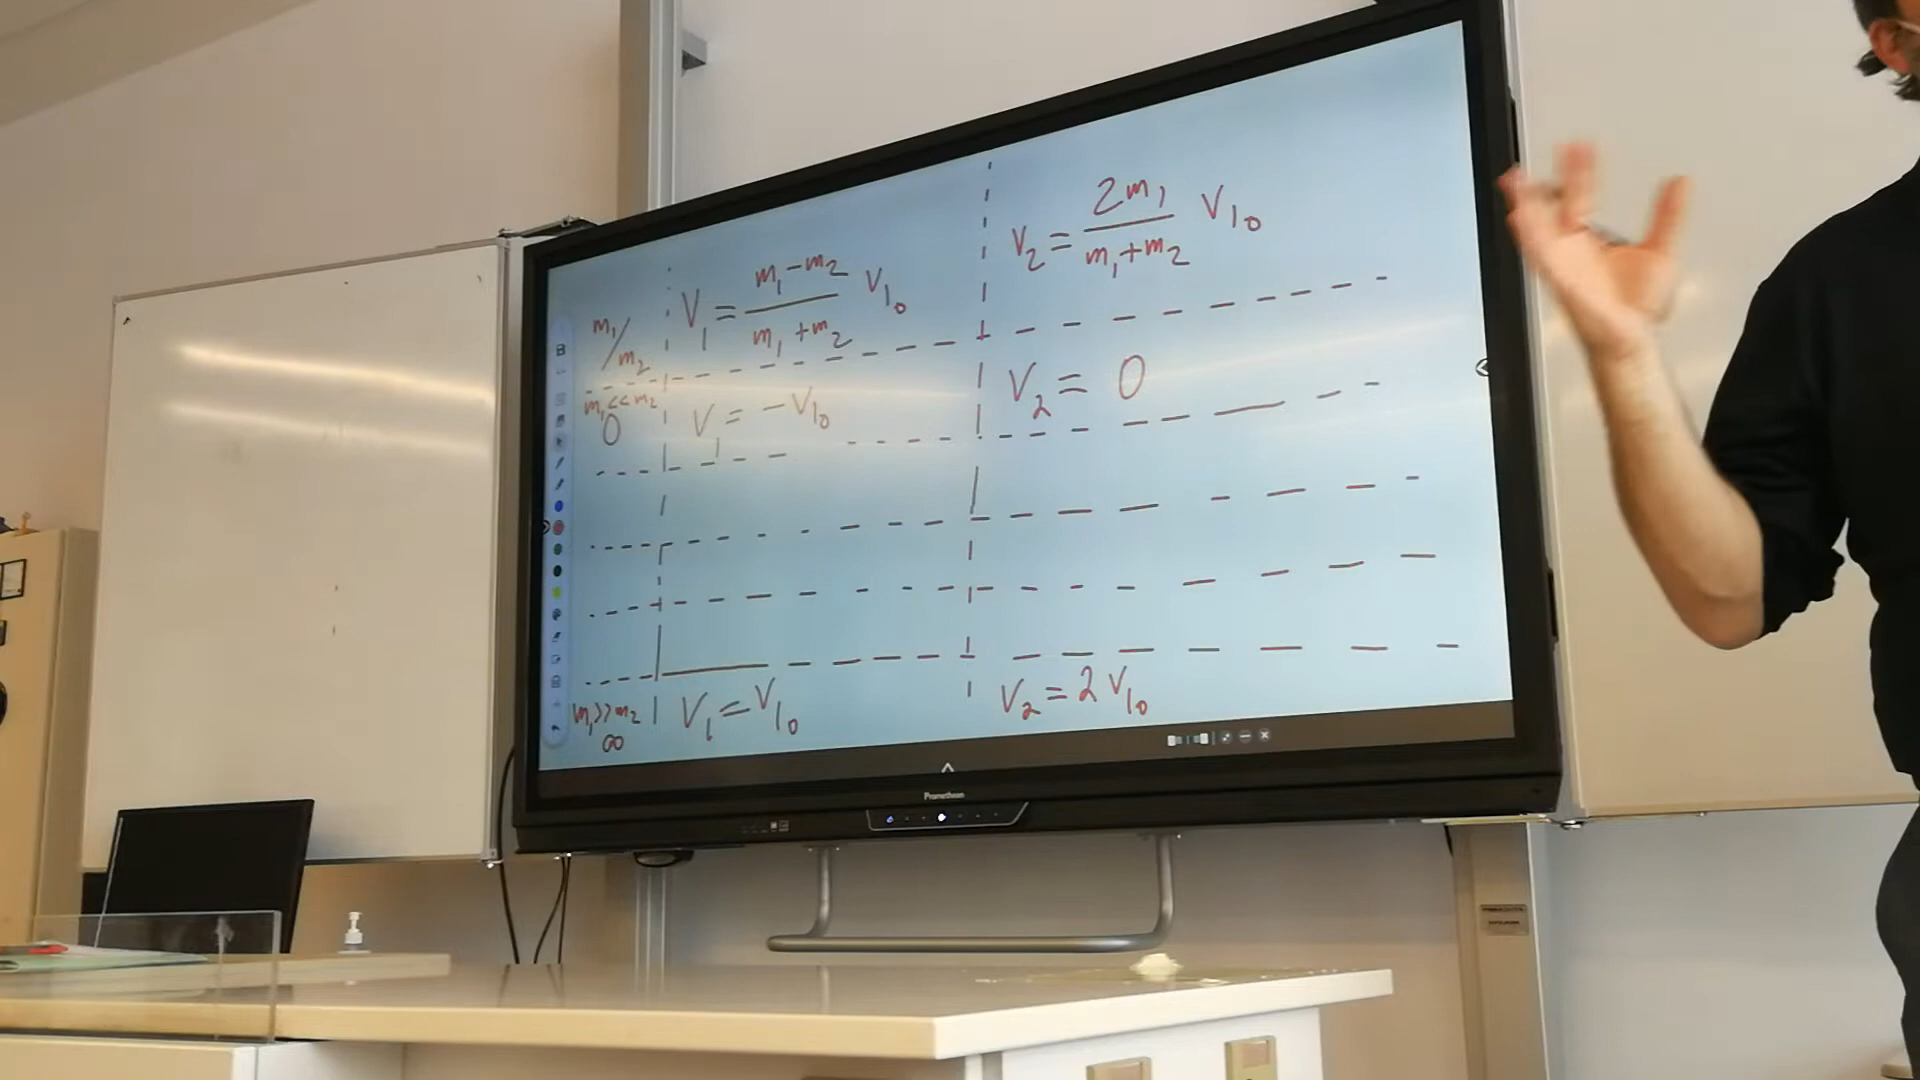 m₁/m₂ V₁ = (m₁-m₂)/(m₁+m₂) V₁₀ V₂ = 2m₁/(m₁+m₂) V₁₀
m₁<<m₂
0 V₁ = -V₁₀ V₂ = 0
m₁>>m₂ V₁ = V₁₀ V₂ = 2V₁₀
∞
Promethean